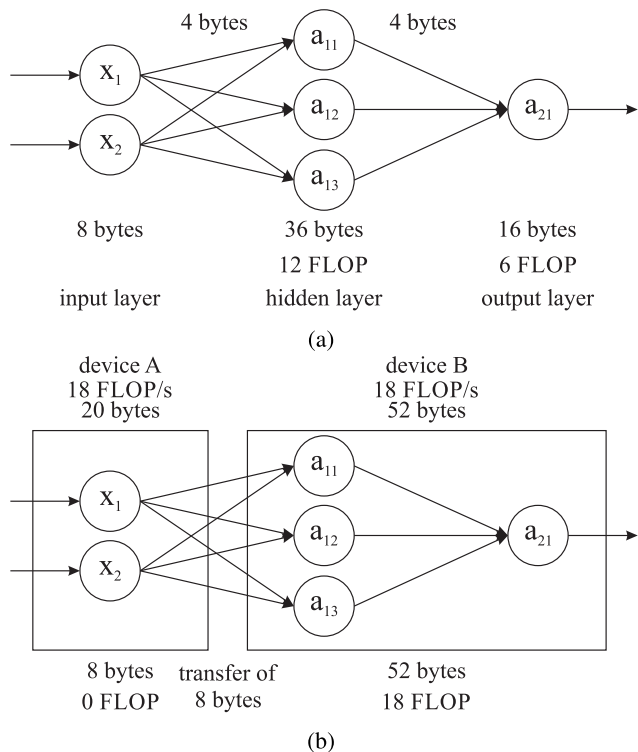 4 bytes 4 bytes
a11
x1
a12
a21
x2
a13
8 bytes 36 bytes 16 bytes
12 FLOP 6 FLOP
input layer hidden layer output layer
(a)
device A device B
18 FLOP/s 18 FLOP/s
20 bytes 52 bytes
a11
x1
a12
a21
x2
a13
8 bytes transfer of 52 bytes
0 FLOP 8 bytes 18 FLOP
(b)